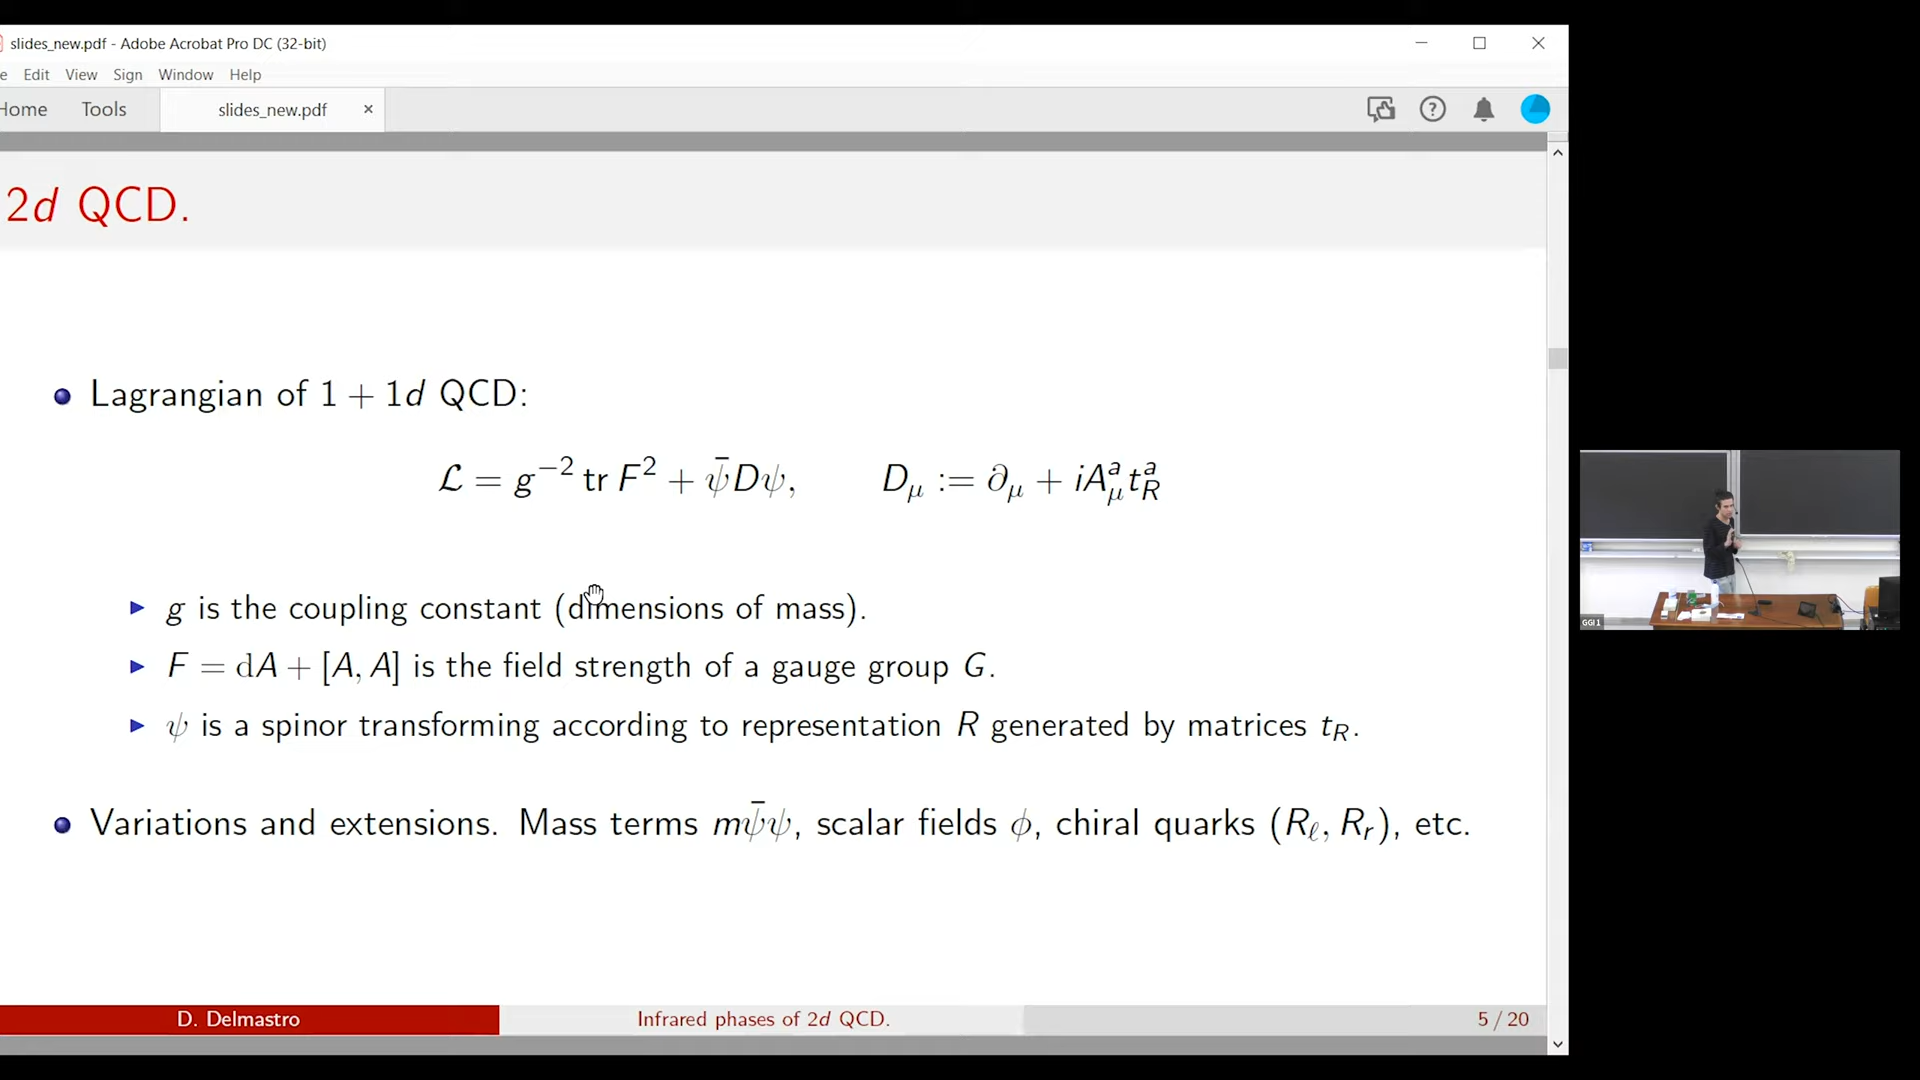 slides_new.pdf - Adobe Acrobat Pro DC (32-bit)
e Edit View Sign Window Help
Home Tools slides_new.pdf ×
2d QCD.
Lagrangian of 1 + 1d QCD:
ℒ = g⁻² tr F² + ψ̄Dψ, D_μ := ∂_μ + iA^a_μ t^a_R
g is the coupling constant (dimensions of mass).
F = dA + [A, A] is the field strength of a gauge group G.
ψ is a spinor transforming according to representation R generated by matrices t_R.
Variations and extensions. Mass terms mψ̄ψ, scalar fields ϕ, chiral quarks (R_ℓ, R_r), etc.
D. Delmastro Infrared phases of 2d QCD. 5 / 20
GGI 1